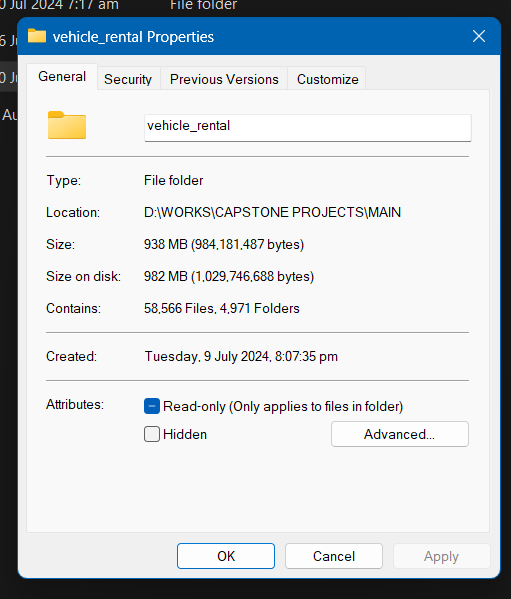 0 Jul 2024 7:17 am File folder
vehicle_rental Properties
6 Ju
0 Ju
Au
General Security Previous Versions Customize
vehicle_rental
Type: File folder
Location: D:\WORKS\CAPSTONE PROJECTS\MAIN
Size: 938 MB (984,181,487 bytes)
Size on disk: 982 MB (1,029,746,688 bytes)
Contains: 58,566 Files, 4,971 Folders
Created: Tuesday, 9 July 2024, 8:07:35 pm
Attributes: Read-only (Only applies to files in folder)
Hidden Advanced...
OK Cancel Apply